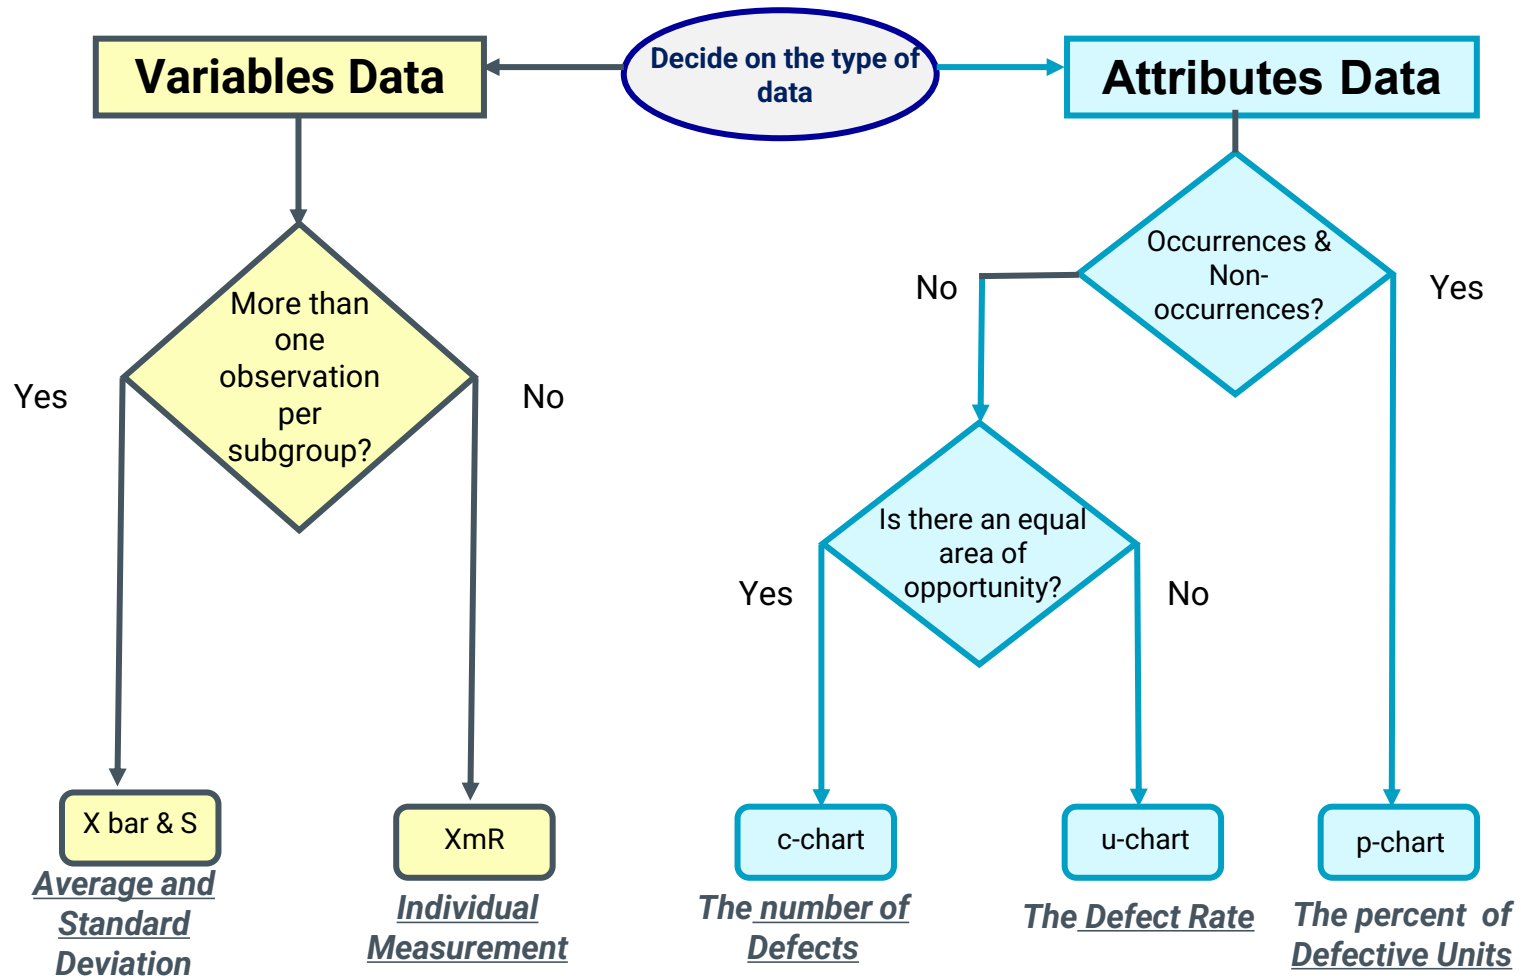 Decide on the type of
data
Variables Data
Attributes Data
More than
one
observation
per
subgroup?
Yes
No
Occurrences &
Non-
occurrences?
No
Yes
Is there an equal
area of
opportunity?
Yes
No
X bar & S
Average and
Standard
Deviation
XmR
Individual
Measurement
c-chart
The number of
Defects
u-chart
The Defect Rate
p-chart
The percent of
Defective Units